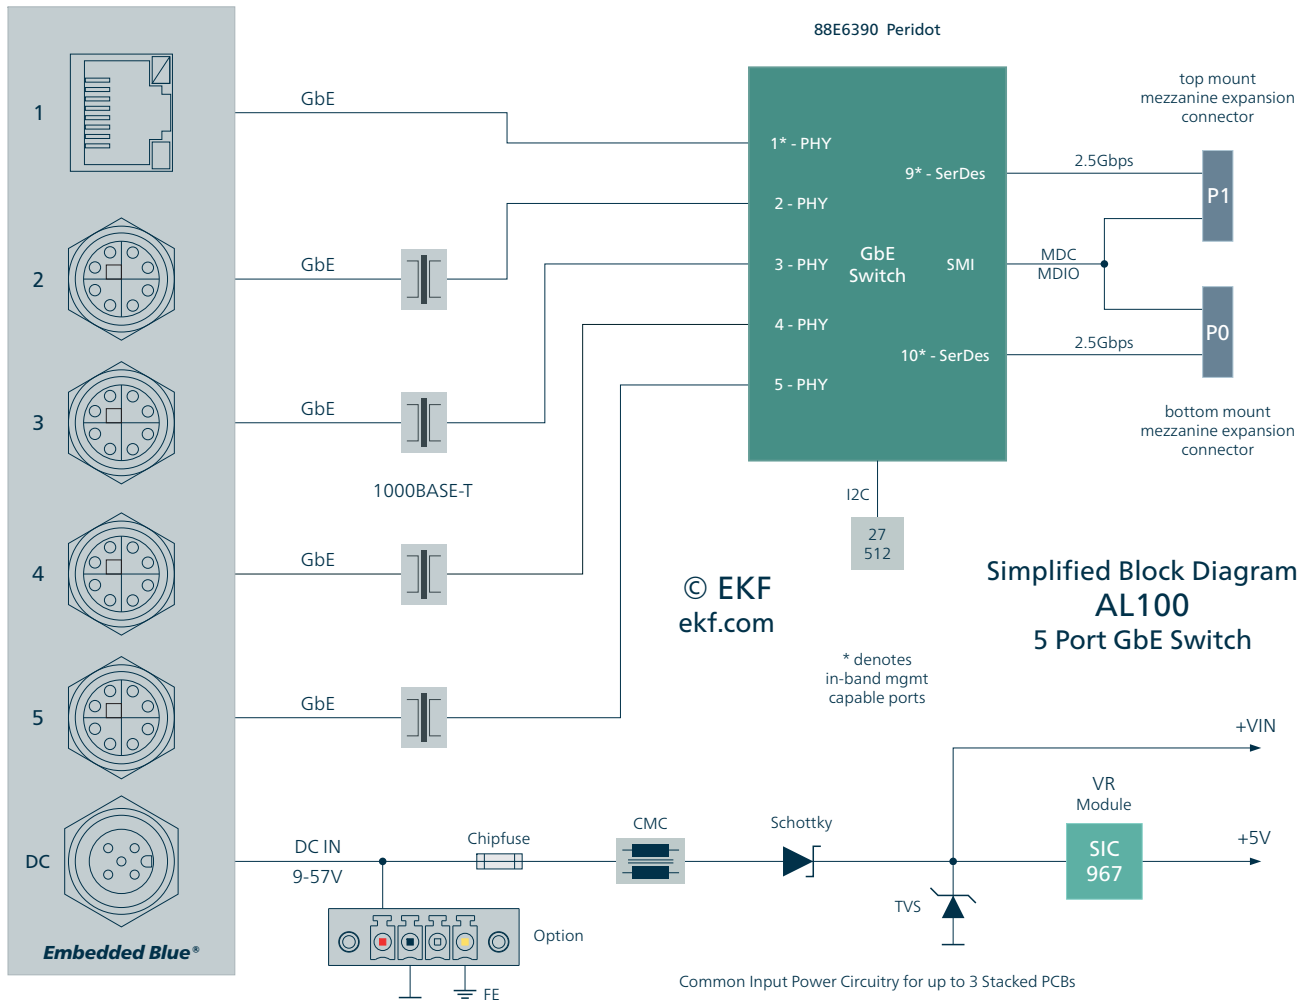 88E6390 Peridot
top mount
mezzanine expansion
connector
1
GbE
1* - PHY
9* - SerDes
2.5Gbps
P1
2 - PHY
2
GbE
3 - PHY
GbE
Switch
SMI
MDC
MDIO
4 - PHY
10* - SerDes
2.5Gbps
P0
5 - PHY
3
GbE
bottom mount
mezzanine expansion
connector
1000BASE-T
I2C
27
512
4
GbE
© EKF
ekf.com
Simplified Block Diagram
AL100
5 Port GbE Switch
* denotes
in-band mgmt
capable ports
5
GbE
+VIN
VR
Module
DC
DC IN
9-57V
Chipfuse
CMC
Schottky
SIC
967
+5V
TVS
Option
Embedded Blue®
FE
Common Input Power Circuitry for up to 3 Stacked PCBs